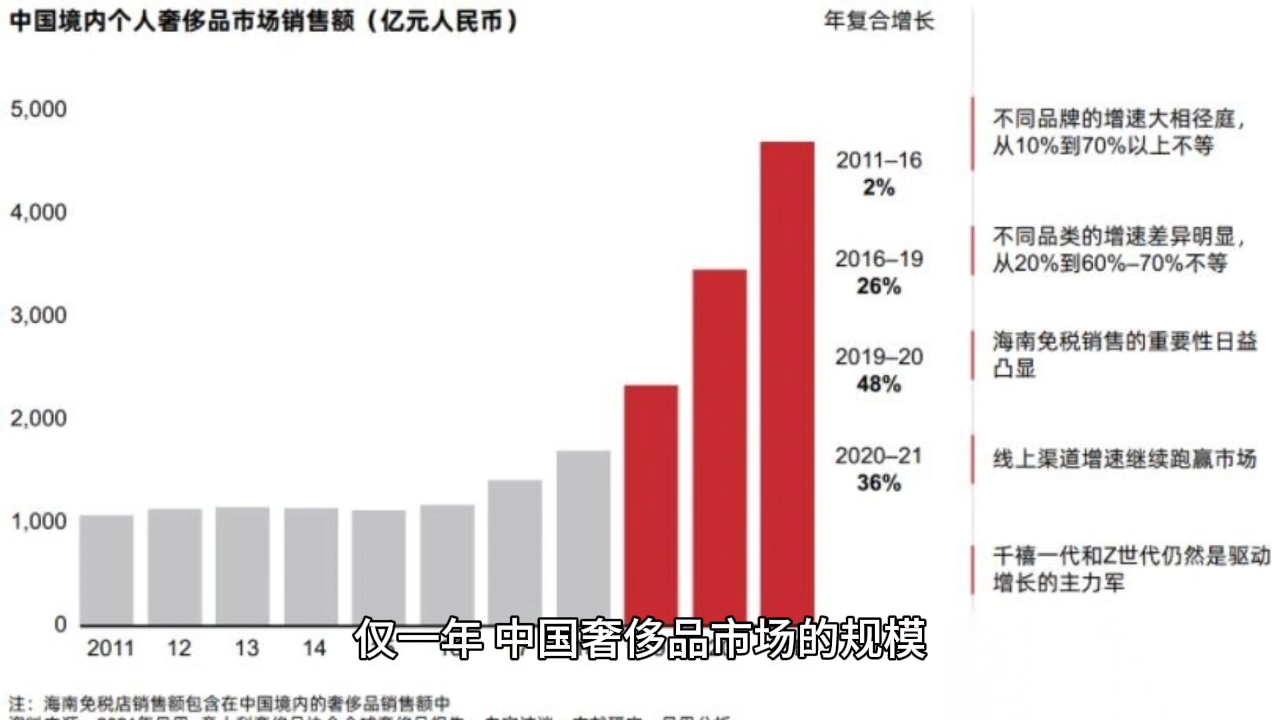 中国境内个人奢侈品市场销售额（亿元人民币）
年复合增长
5,000
4,000
3,000
2,000
1,000
0
2011 12 13 14
2011–16
2%
2016–19
26%
2019–20
48%
2020–21
36%
不同品牌的增速大相径庭，
从10%到70%以上不等
不同品类的增速差异明显，
从20%到60%–70%不等
海南免税销售的重要性日益
凸显
线上渠道增速继续跑赢市场
千禧一代和Z世代仍然是驱动
增长的主力军
仅一年 中国奢侈品市场的规模
注：海南免税店销售额包含在中国境内的奢侈品销售额中